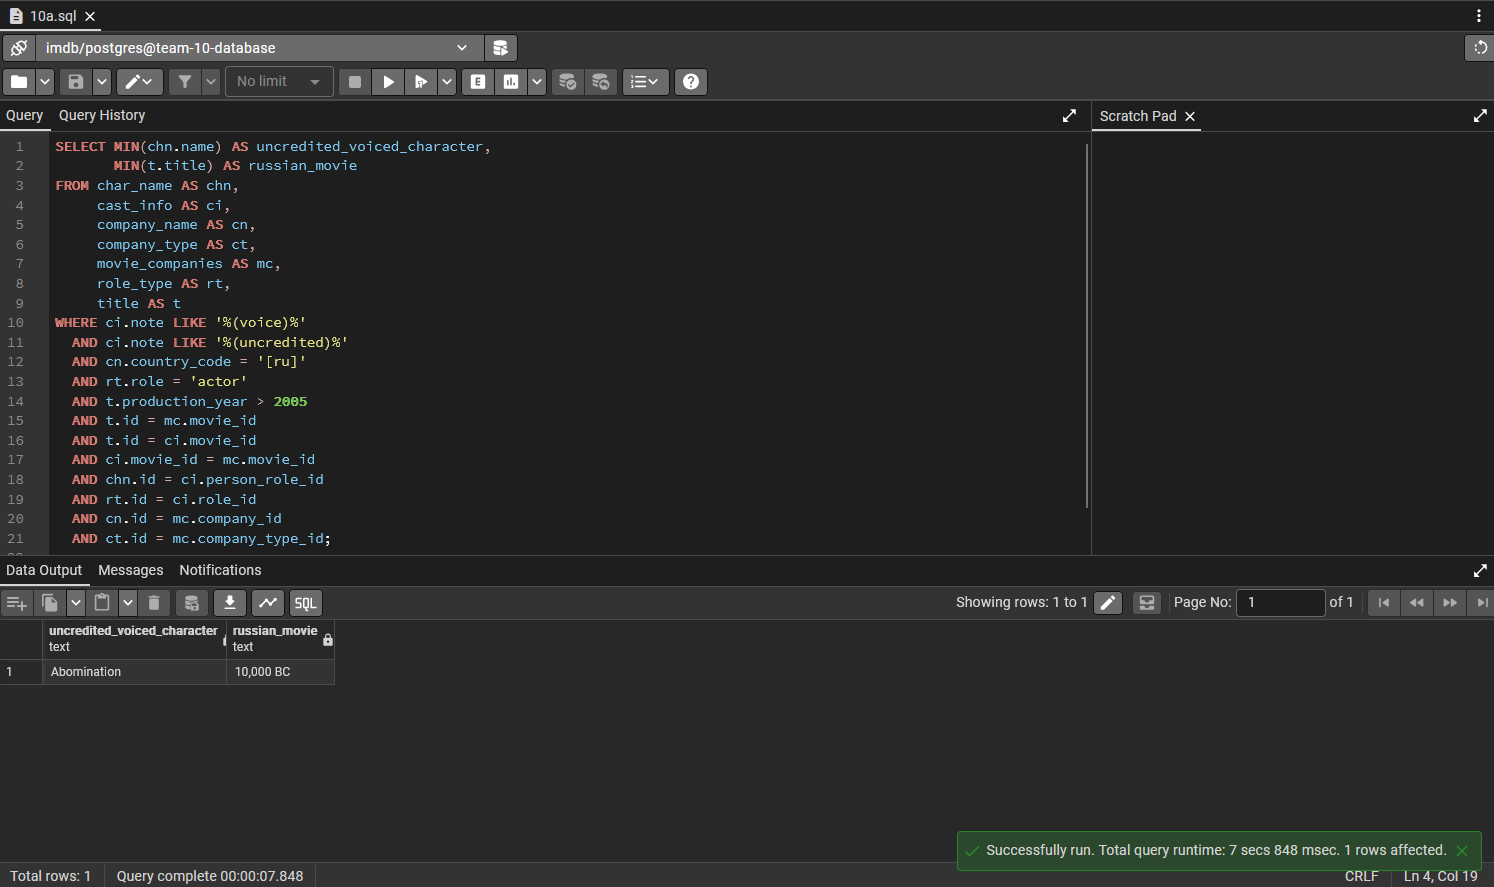 10a.sql
imdb/postgres@team-10-database
No limit
E
Query Query History
Scratch Pad
1 SELECT MIN(chn.name) AS uncredited_voiced_character,
2 MIN(t.title) AS russian_movie
3 FROM char_name AS chn,
4 cast_info AS ci,
5 company_name AS cn,
6 company_type AS ct,
7 movie_companies AS mc,
8 role_type AS rt,
9 title AS t
10 WHERE ci.note LIKE '%(voice)%'
11 AND ci.note LIKE '%(uncredited)%'
12 AND cn.country_code = '[ru]'
13 AND rt.role = 'actor'
14 AND t.production_year > 2005
15 AND t.id = mc.movie_id
16 AND t.id = ci.movie_id
17 AND ci.movie_id = mc.movie_id
18 AND chn.id = ci.person_role_id
19 AND rt.id = ci.role_id
20 AND cn.id = mc.company_id
21 AND ct.id = mc.company_type_id;
Data Output Messages Notifications
SQL
Showing rows: 1 to 1
Page No: 1 of 1
uncredited_voiced_character russian_movie
text text
1 Abomination 10,000 BC
Successfully run. Total query runtime: 7 secs 848 msec. 1 rows affected.
Total rows: 1 Query complete 00:00:07.848 CRLF Ln 4, Col 19